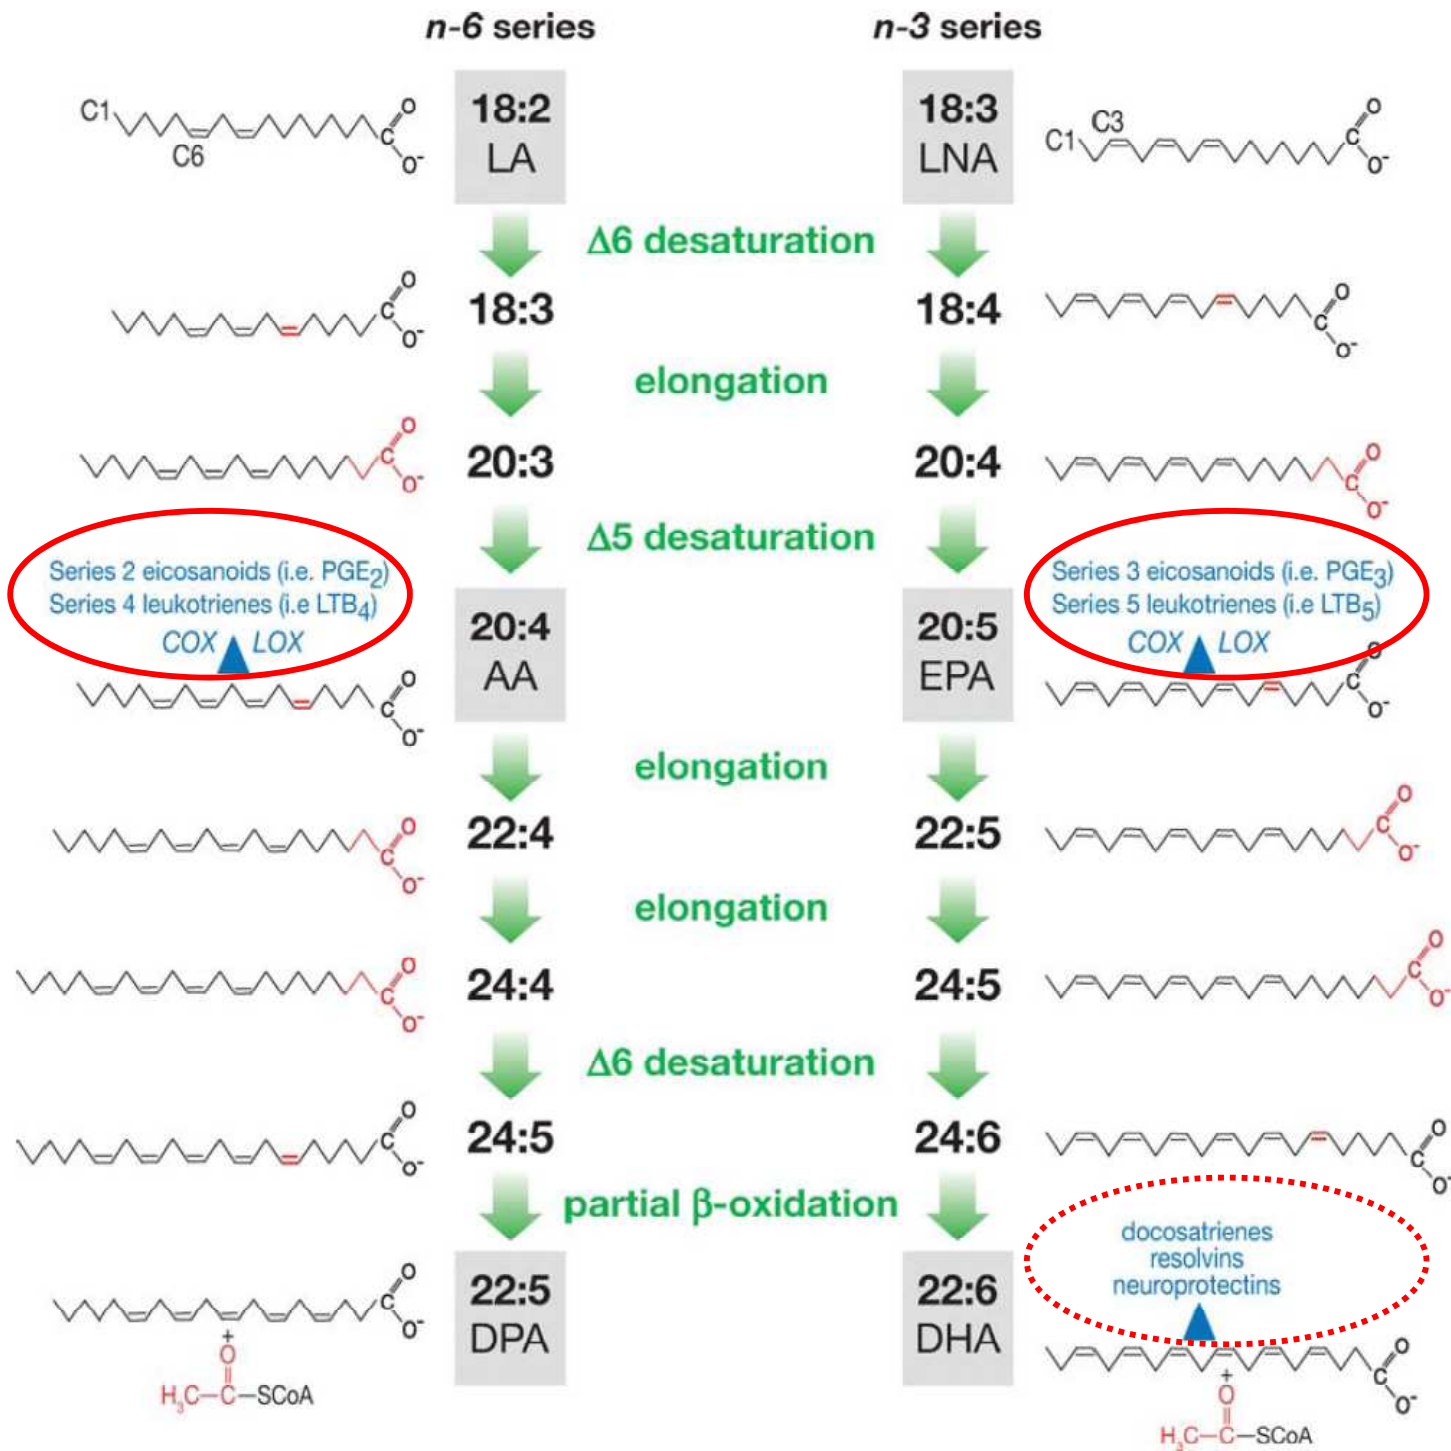 n-6 series
n-3 series
C1
C6
C
O
O-
18:2
LA
18:3
LNA
C1
C3
C
O
O-
Δ6 desaturation
C
O
O-
18:3
18:4
C
O
O-
elongation
C
O
O-
20:3
20:4
C
O
O-
Δ5 desaturation
Series 2 eicosanoids (i.e. PGE2)
Series 4 leukotrienes (i.e LTB4)
COX LOX
C
O
O-
20:4
AA
20:5
EPA
Series 3 eicosanoids (i.e. PGE3)
Series 5 leukotrienes (i.e LTB5)
COX LOX
C
O
O-
elongation
C
O
O-
22:4
22:5
C
O
O-
elongation
C
O
O-
24:4
24:5
C
O
O-
Δ6 desaturation
C
O
O-
24:5
24:6
C
O
O-
partial β-oxidation
docosatrienes
resolvins
neuroprotectins
C
O
O-
22:5
DPA
22:6
DHA
C
O
O-
+
O
H3C-C-SCoA
+
O
H3C-C-SCoA